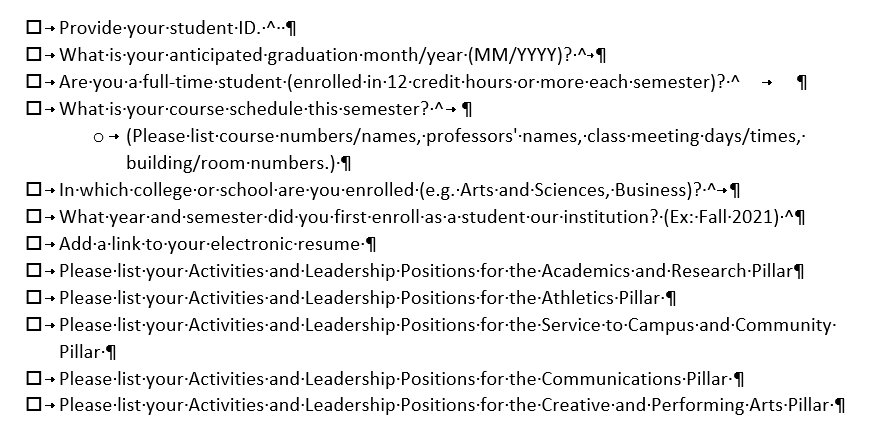 ☐ Provide your student ID. ^
☐ What is your anticipated graduation month/year (MM/YYYY)? ^
☐ Are you a full-time student (enrolled in 12 credit hours or more each semester)? ^
☐ What is your course schedule this semester? ^
○ (Please list course numbers/names, professors' names, class meeting days/times,
building/room numbers.)
☐ In which college or school are you enrolled (e.g. Arts and Sciences, Business)? ^
☐ What year and semester did you first enroll as a student our institution? (Ex: Fall 2021) ^
☐ Add a link to your electronic resume
☐ Please list your Activities and Leadership Positions for the Academics and Research Pillar
☐ Please list your Activities and Leadership Positions for the Athletics Pillar
☐ Please list your Activities and Leadership Positions for the Service to Campus and Community
Pillar
☐ Please list your Activities and Leadership Positions for the Communications Pillar
☐ Please list your Activities and Leadership Positions for the Creative and Performing Arts Pillar